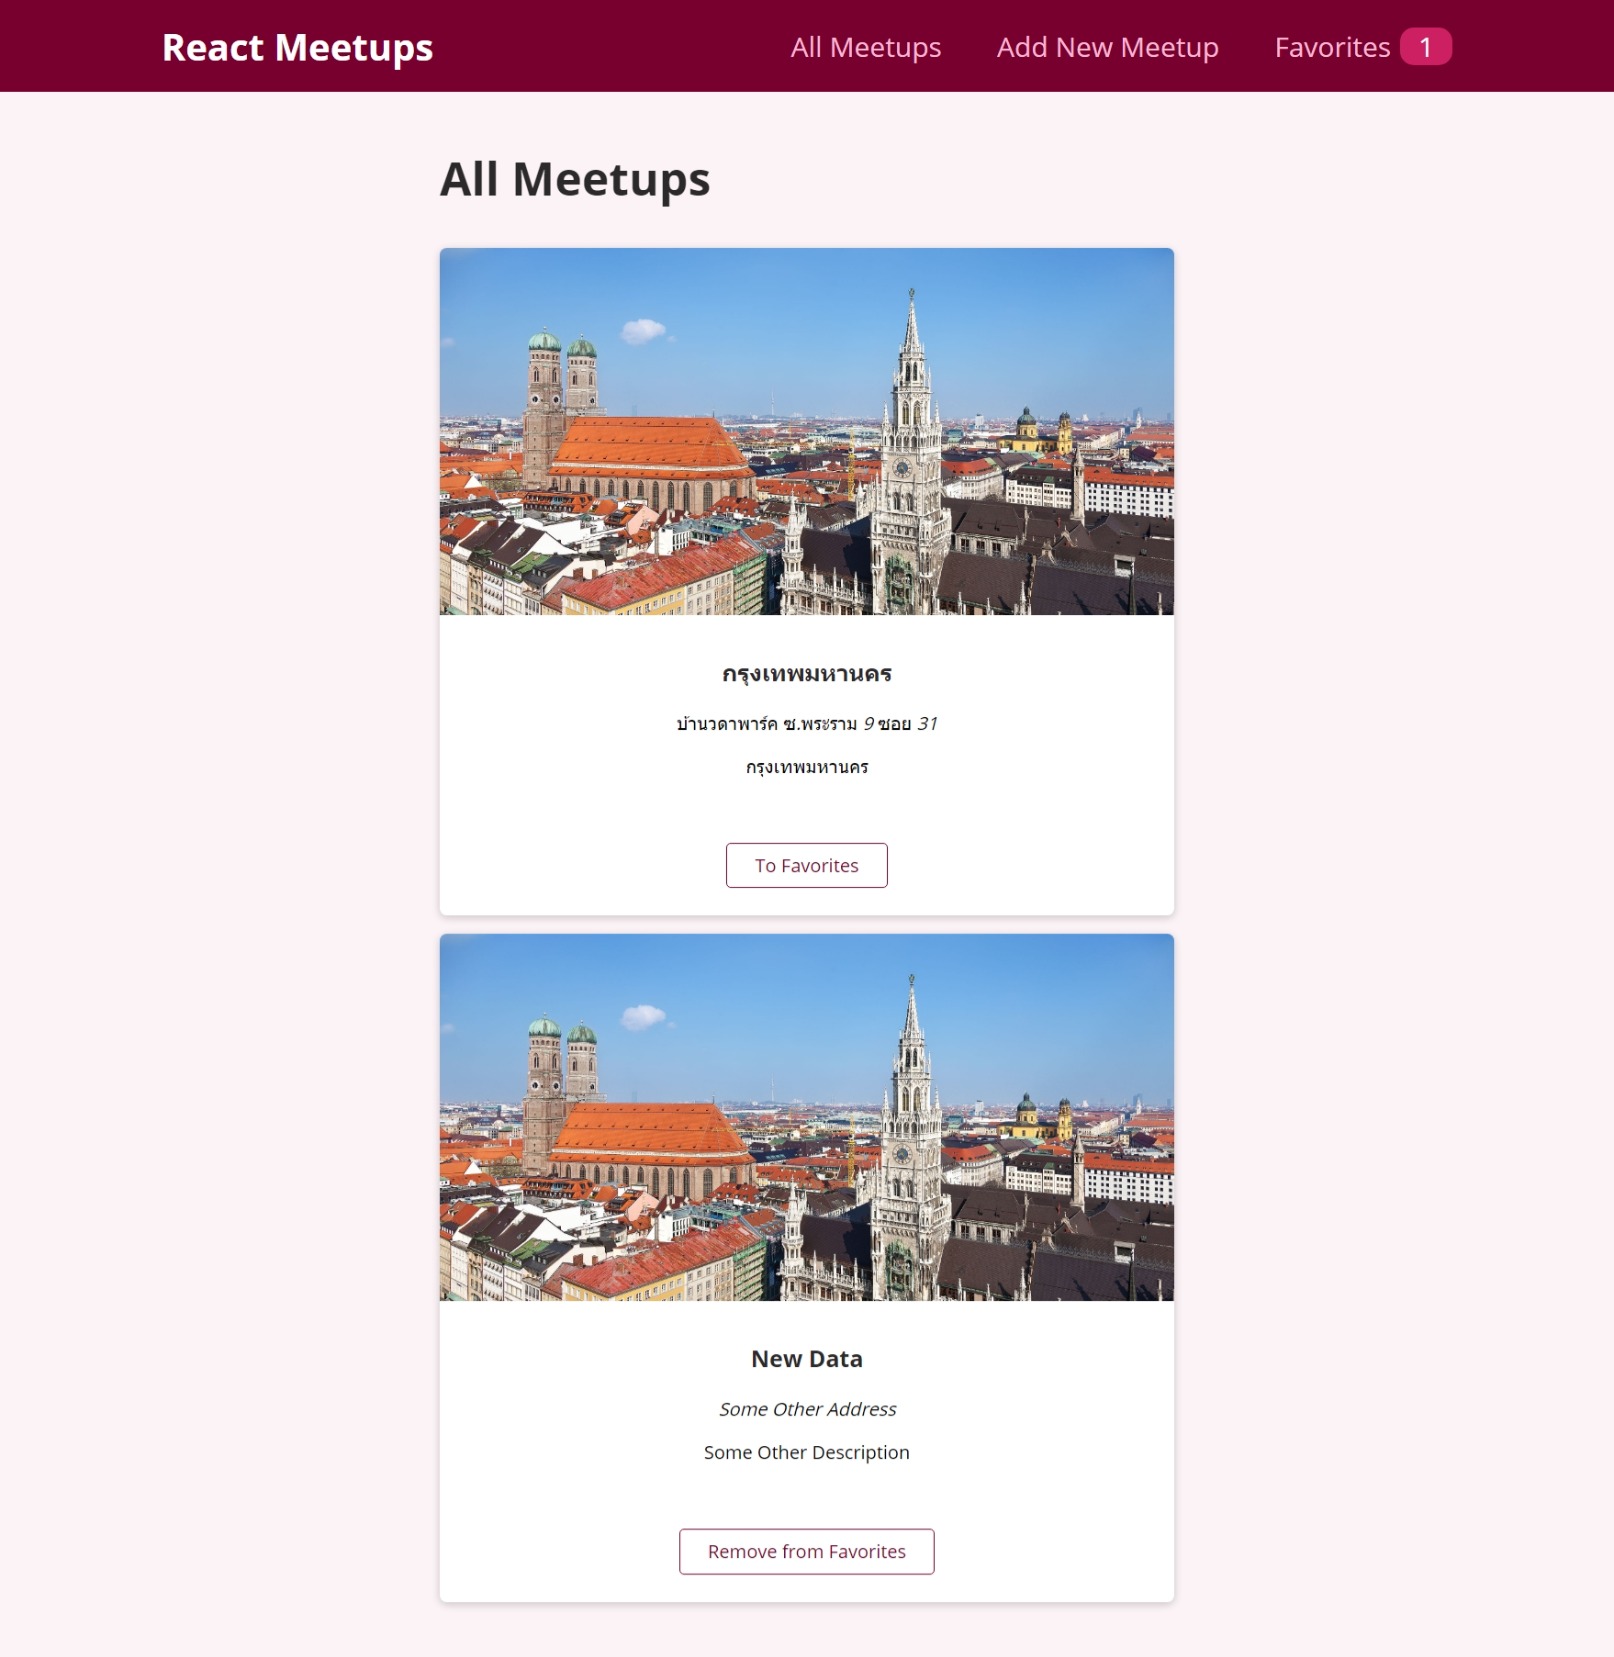 React Meetups
All Meetups
Add New Meetup
Favorites 1
All Meetups
กรุงเทพมหานคร
บ้านวดาพาร์ค ซ.พระราม 9 ซอย 31
กรุงเทพมหานคร
To Favorites
New Data
Some Other Address
Some Other Description
Remove from Favorites